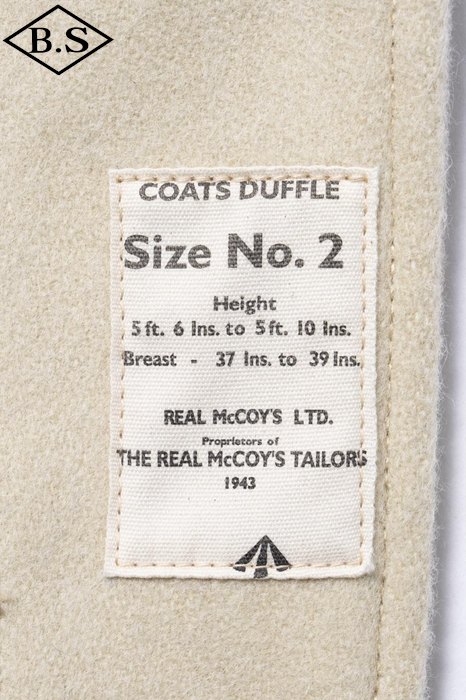 B.S
COATS DUFFLE
Size No. 2
Height
5 ft. 6 Ins. to 5 ft. 10 Ins.
Breast - 37 Ins. to 39 Ins.
REAL McCOY'S LTD.
Proprietors of
THE REAL McCOY'S TAILORS
1943